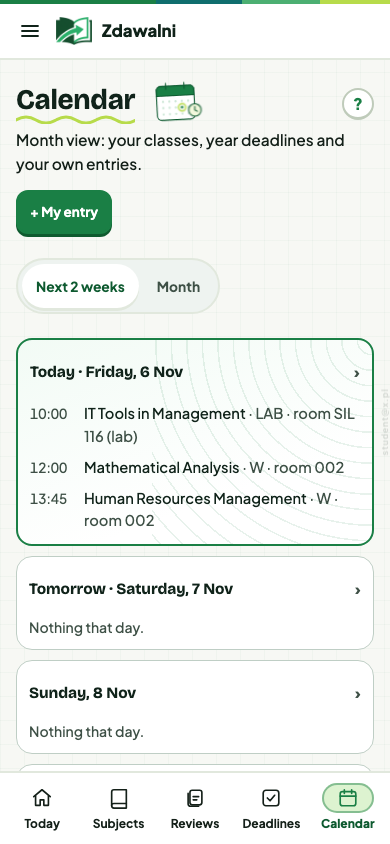 Zdawalni
Calendar
?
Month view: your classes, year deadlines and
your own entries.
+ My entry
Next 2 weeks
Month
Today · Friday, 6 Nov
10:00 IT Tools in Management · LAB · room SIL
116 (lab)
12:00 Mathematical Analysis · W · room 002
13:45 Human Resources Management · W ·
room 002
student@z.pl
Tomorrow · Saturday, 7 Nov
Nothing that day.
Sunday, 8 Nov
Nothing that day.
Today
Subjects
Reviews
Deadlines
Calendar